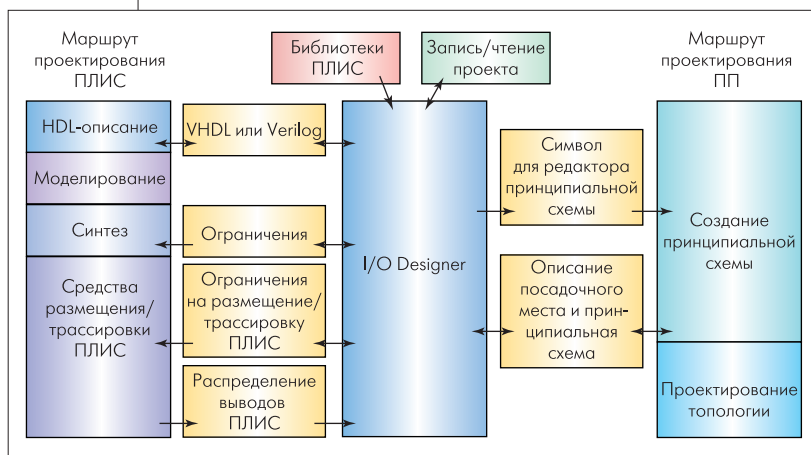 Маршрут
проектирования
ПЛИС
HDL-описание
Моделирование
Синтез
Средства
размещения/
трассировки
ПЛИС
VHDL или Verilog
Ограничения
Ограничения
на размещение/
трассировку
ПЛИС
Распределение
выводов
ПЛИС
Библиотеки
ПЛИС
Запись/чтение
проекта
I/O Designer
Символ
для редактора
принципиальной
схемы
Описание
посадочного
места и прин-
ципиальная
схема
Маршрут
проектирования
ПП
Создание
принципиальной
схемы
Проектирование
топологии